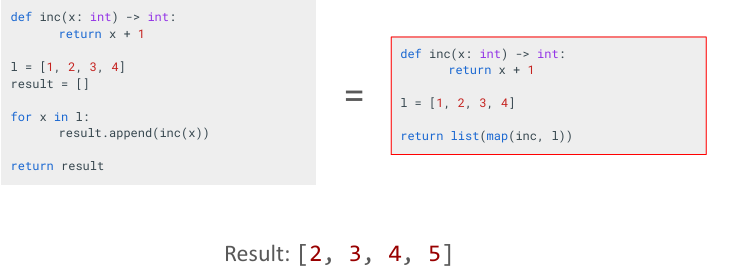 def inc(x: int) -> int:
return x + 1
l = [1, 2, 3, 4]
result = []
for x in l:
result.append(inc(x))
return result
=
def inc(x: int) -> int:
return x + 1
l = [1, 2, 3, 4]
return list(map(inc, l))
Result: [2, 3, 4, 5]